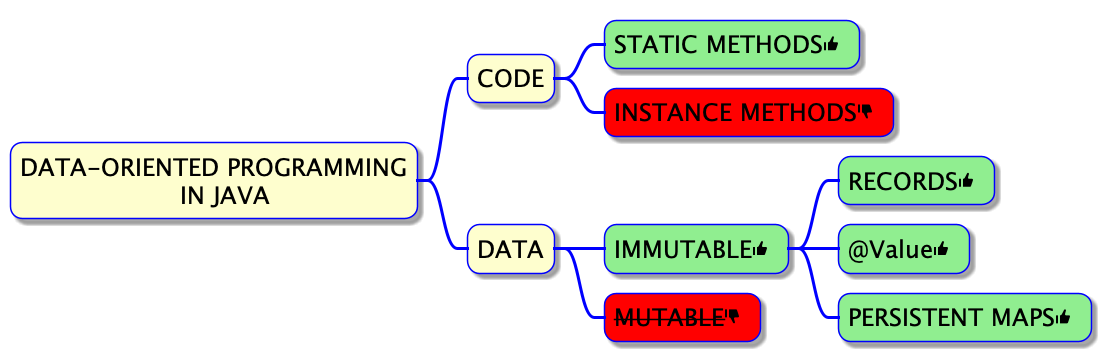 DATA-ORIENTED PROGRAMMING
IN JAVA
CODE
STATIC METHODS
INSTANCE METHODS
DATA
IMMUTABLE
MUTABLE
RECORDS
@Value
PERSISTENT MAPS